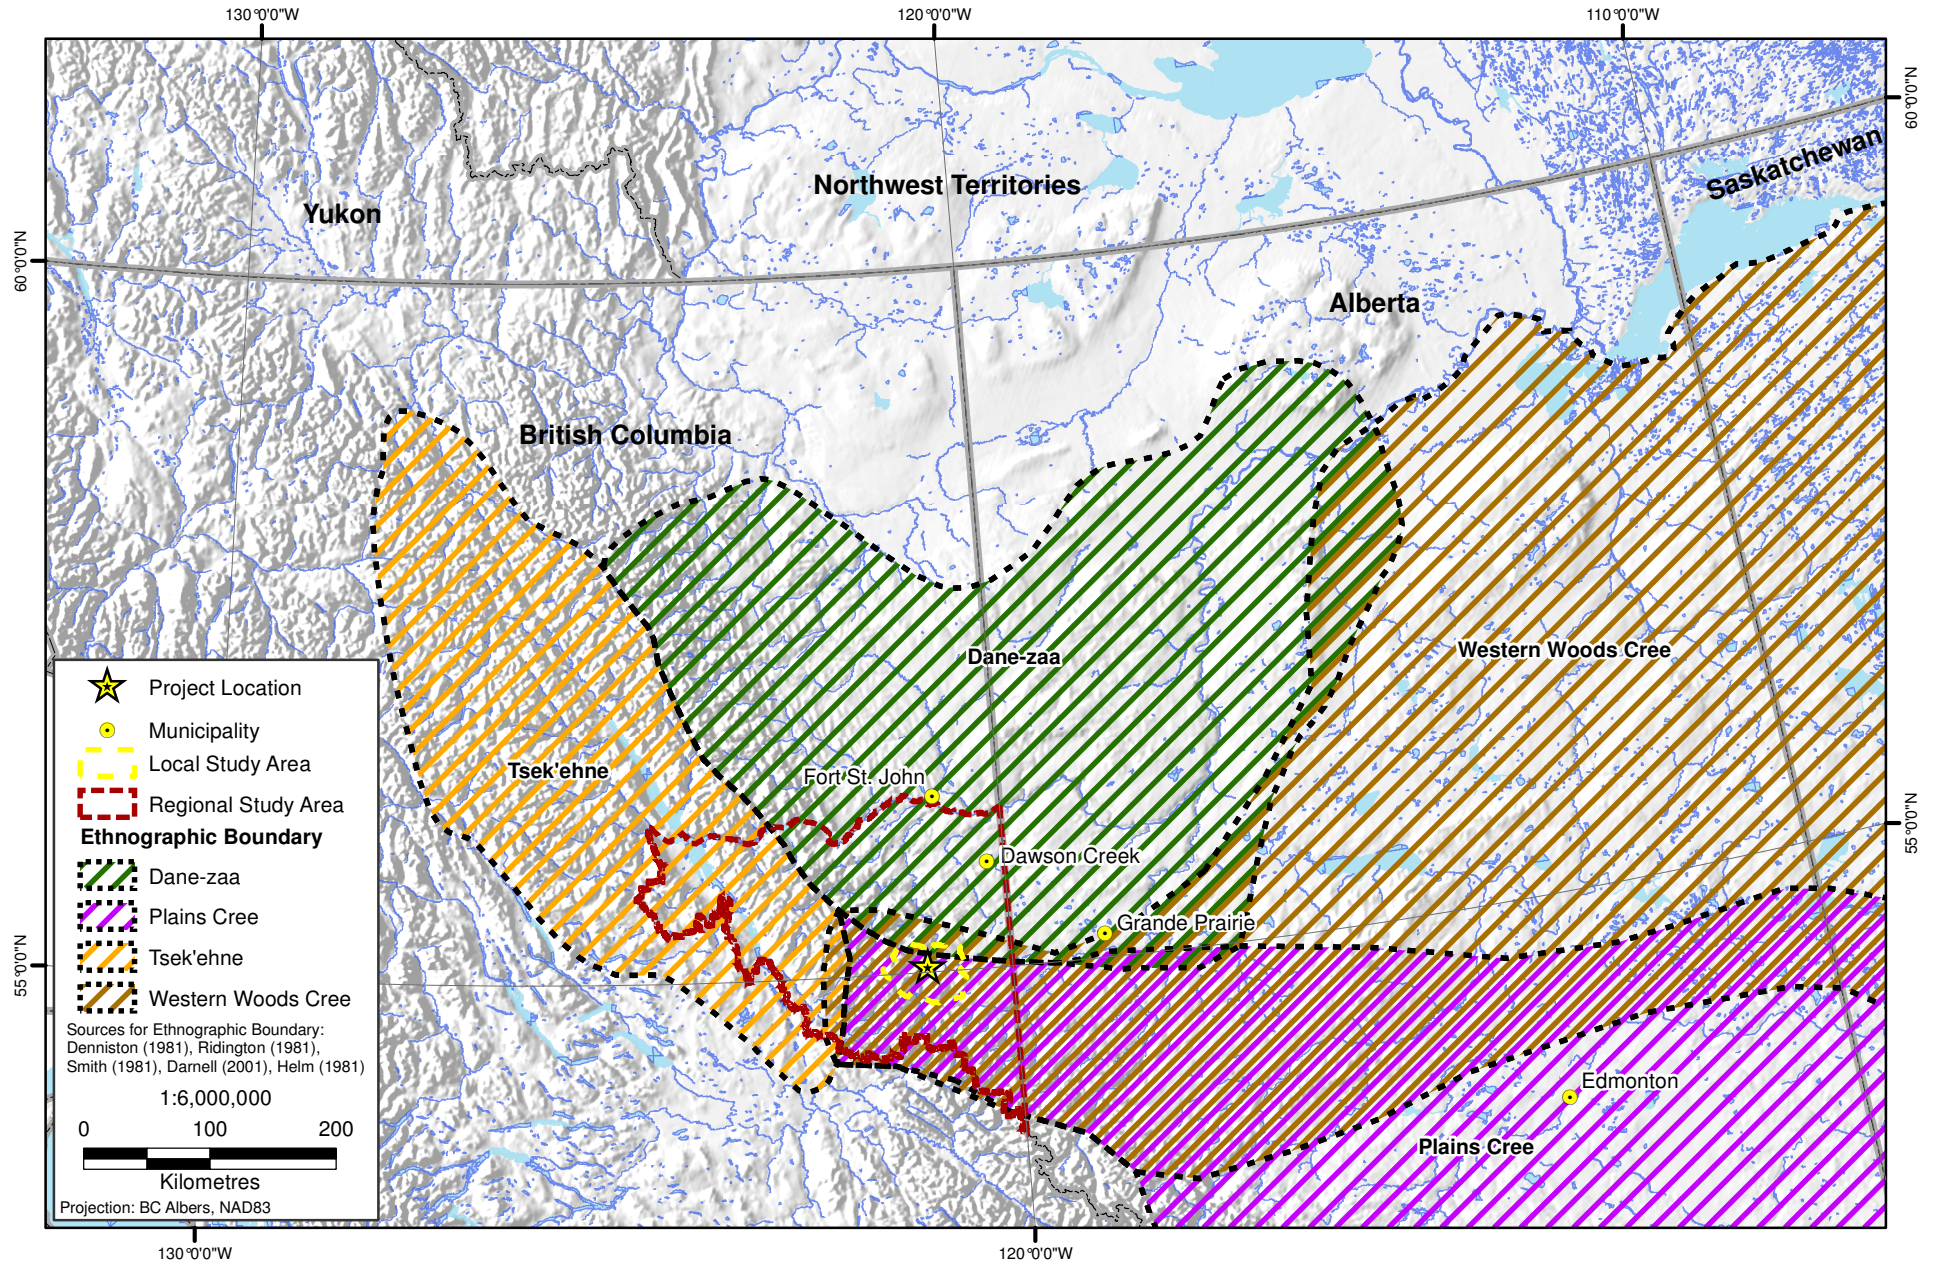 130°0'0"W
120°0'0"W
110°0'0"W
60°0'0"N
Saskatchewan
Northwest Territories
Yukon
60°0'0"N
Alberta
British Columbia
Western Woods Cree
Dane-zaa
Tsek'ehne
Fort St. John
55°0'0"N
Dawson Creek
Grande Prairie
55°0'0"N
Edmonton
Plains Cree
Project Location
Municipality
Local Study Area
Regional Study Area
Ethnographic Boundary
Dane-zaa
Plains Cree
Tsek'ehne
Western Woods Cree
Sources for Ethnographic Boundary:
Denniston (1981), Ridington (1981),
Smith (1981), Darnell (2001), Helm (1981)
1:6,000,000
0 100 200
Kilometres
Projection: BC Albers, NAD83
130°0'0"W
120°0'0"W